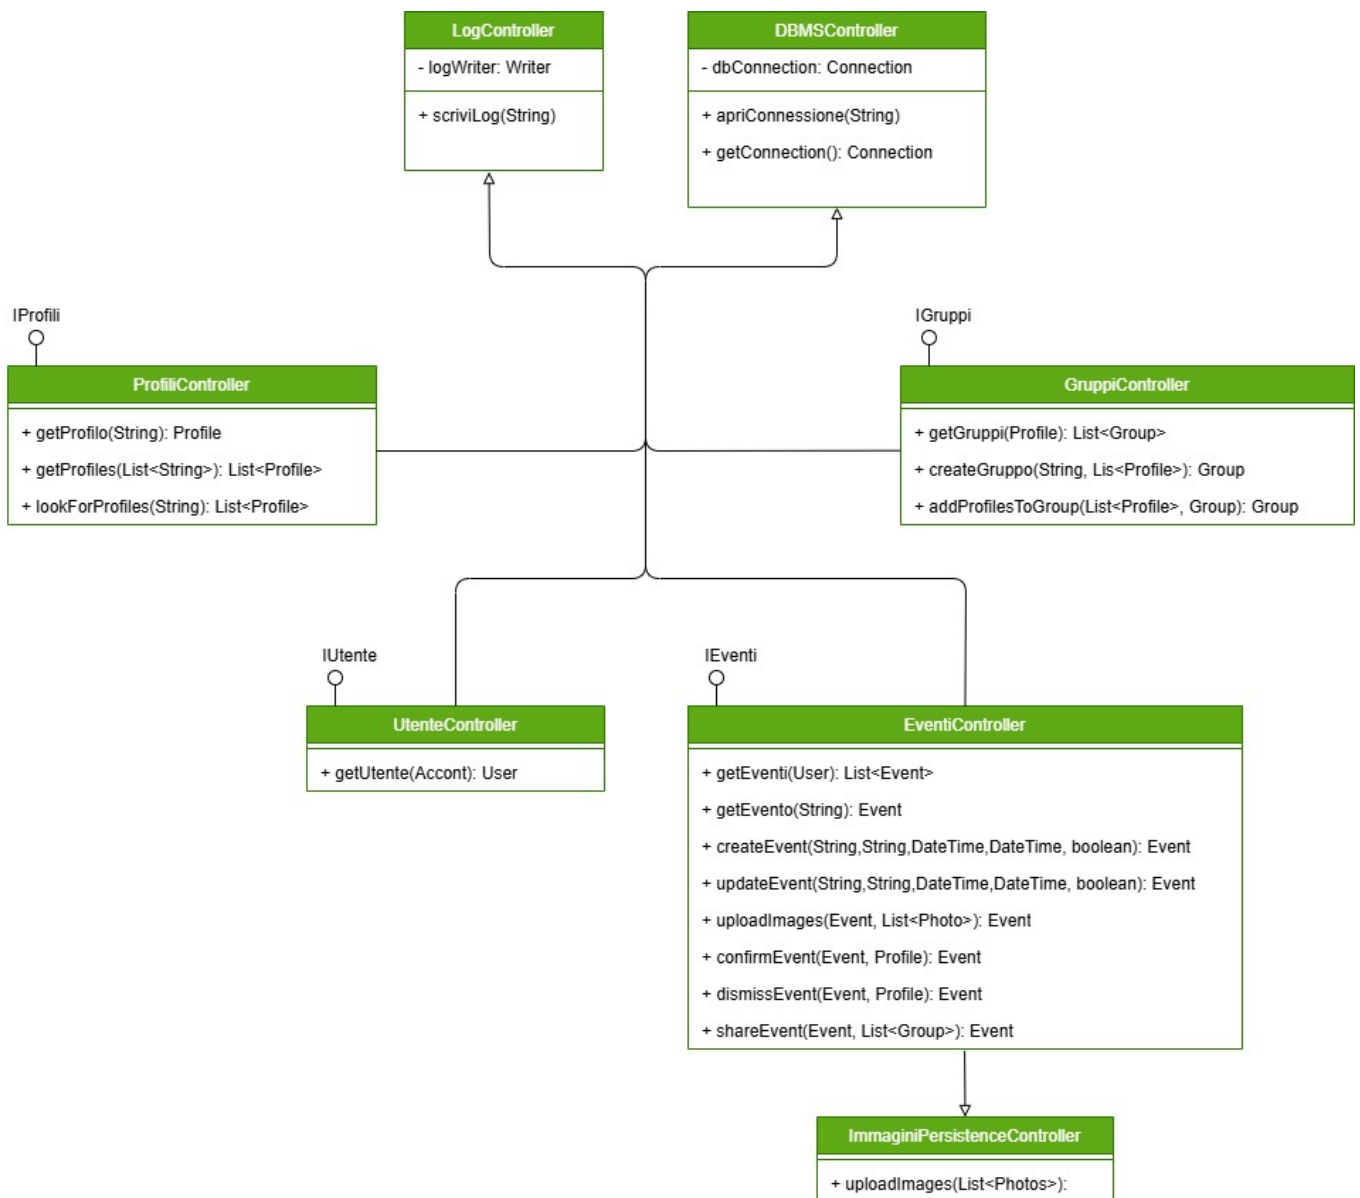 LogController
- logWriter: Writer
+ scriviLog(String)
DBMSController
- dbConnection: Connection
+ apriConnessione(String)
+ getConnection(): Connection
IProfili
ProfiliController
+ getProfilo(String): Profile
+ getProfiles(List<String>): List<Profile>
+ lookForProfiles(String): List<Profile>
IGruppi
GruppiController
+ getGruppi(Profile): List<Group>
+ createGruppo(String, Lis<Profile>): Group
+ addProfilesToGroup(List<Profile>, Group): Group
IUtente
UtenteController
+ getUtente(Accont): User
IEventi
EventiController
+ getEventi(User): List<Event>
+ getEvento(String): Event
+ createEvent(String,String,DateTime,DateTime, boolean): Event
+ updateEvent(String,String,DateTime,DateTime, boolean): Event
+ uploadImages(Event, List<Photo>): Event
+ confirmEvent(Event, Profile): Event
+ dismissEvent(Event, Profile): Event
+ shareEvent(Event, List<Group>): Event
ImmaginiPersistenceController
+ uploadImages(List<Photos>):